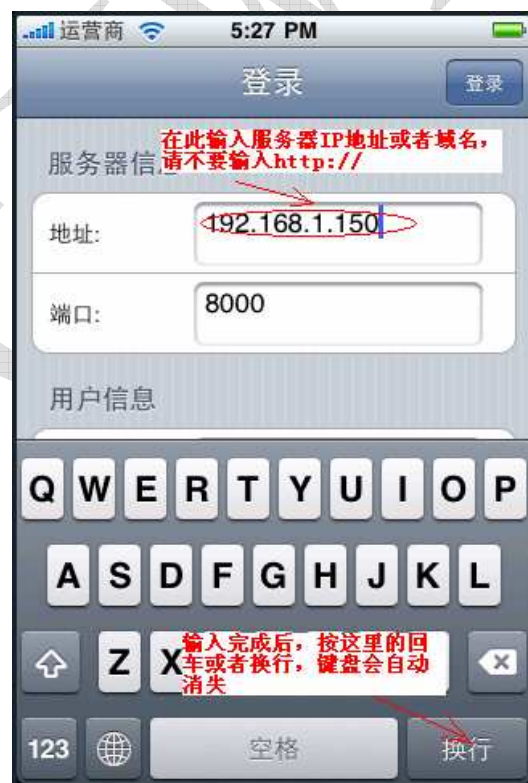 运营商 5:27 PM
登录 登录
在此输入服务器IP地址或者域名，
请不要输入http://
服务器信
地址: 192.168.1.150
端口: 8000
用户信息
Q W E R T Y U I O P
A S D F G H J K L
Z X
输入完成后，按这里的回
车或者换行，键盘会自动
消失
123 空格 换行